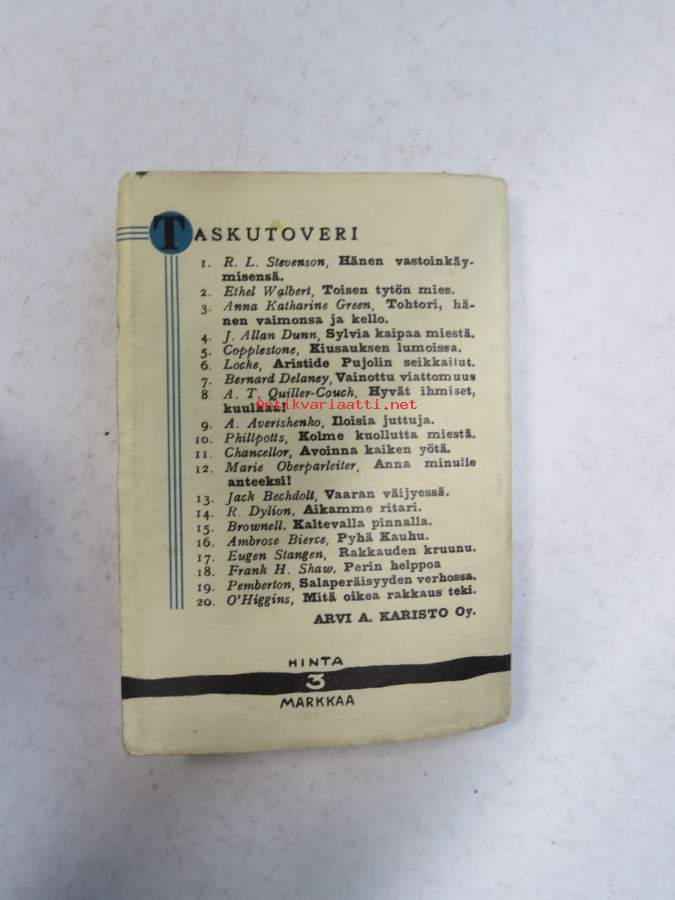 TASKUTOVERI
1. R. L. Stevenson, Hänen vastoinkäy-
misensä.
2. Ethel Walbert, Toisen tytön mies.
3. Anna Katharine Green, Tohtori, hä-
nen vaimonsa ja kello.
4. J. Allan Dunn, Sylvia kaipaa miestä.
5. Copplestone, Kiusauksen lumoissa.
6. Locke, Aristide Pujolin seikkailut.
7. Bernard Delaney, Vainottu viattomuus
8. A. T. Quiller-Couch, Hyvät ihmiset,
kuulkaa!
Antikvariaatti.net
9. A. Avertshenko, Iloisia juttuja.
10. Phillpotts, Kolme kuollutta miestä.
11. Chancellor, Avoinna kaiken yötä.
12. Marie Oberparleiter, Anna minulle
anteeksi!
13. Jack Bechdolt, Vaaran väijyessä.
14. R. Dylion, Aikamme ritari.
15. Brownell. Kaltevalla pinnalla.
16. Ambrose Bierce, Pyhä Kauhu.
17. Eugen Stangen, Rakkauden kruunu.
18. Frank H. Shaw, Perin helppoa
19. Pemberton, Salaperäisyyden verhossa.
20. O'Higgins, Mitä oikea rakkaus teki.
ARVI A. KARISTO Oy.
HINTA
3
MARKKAA